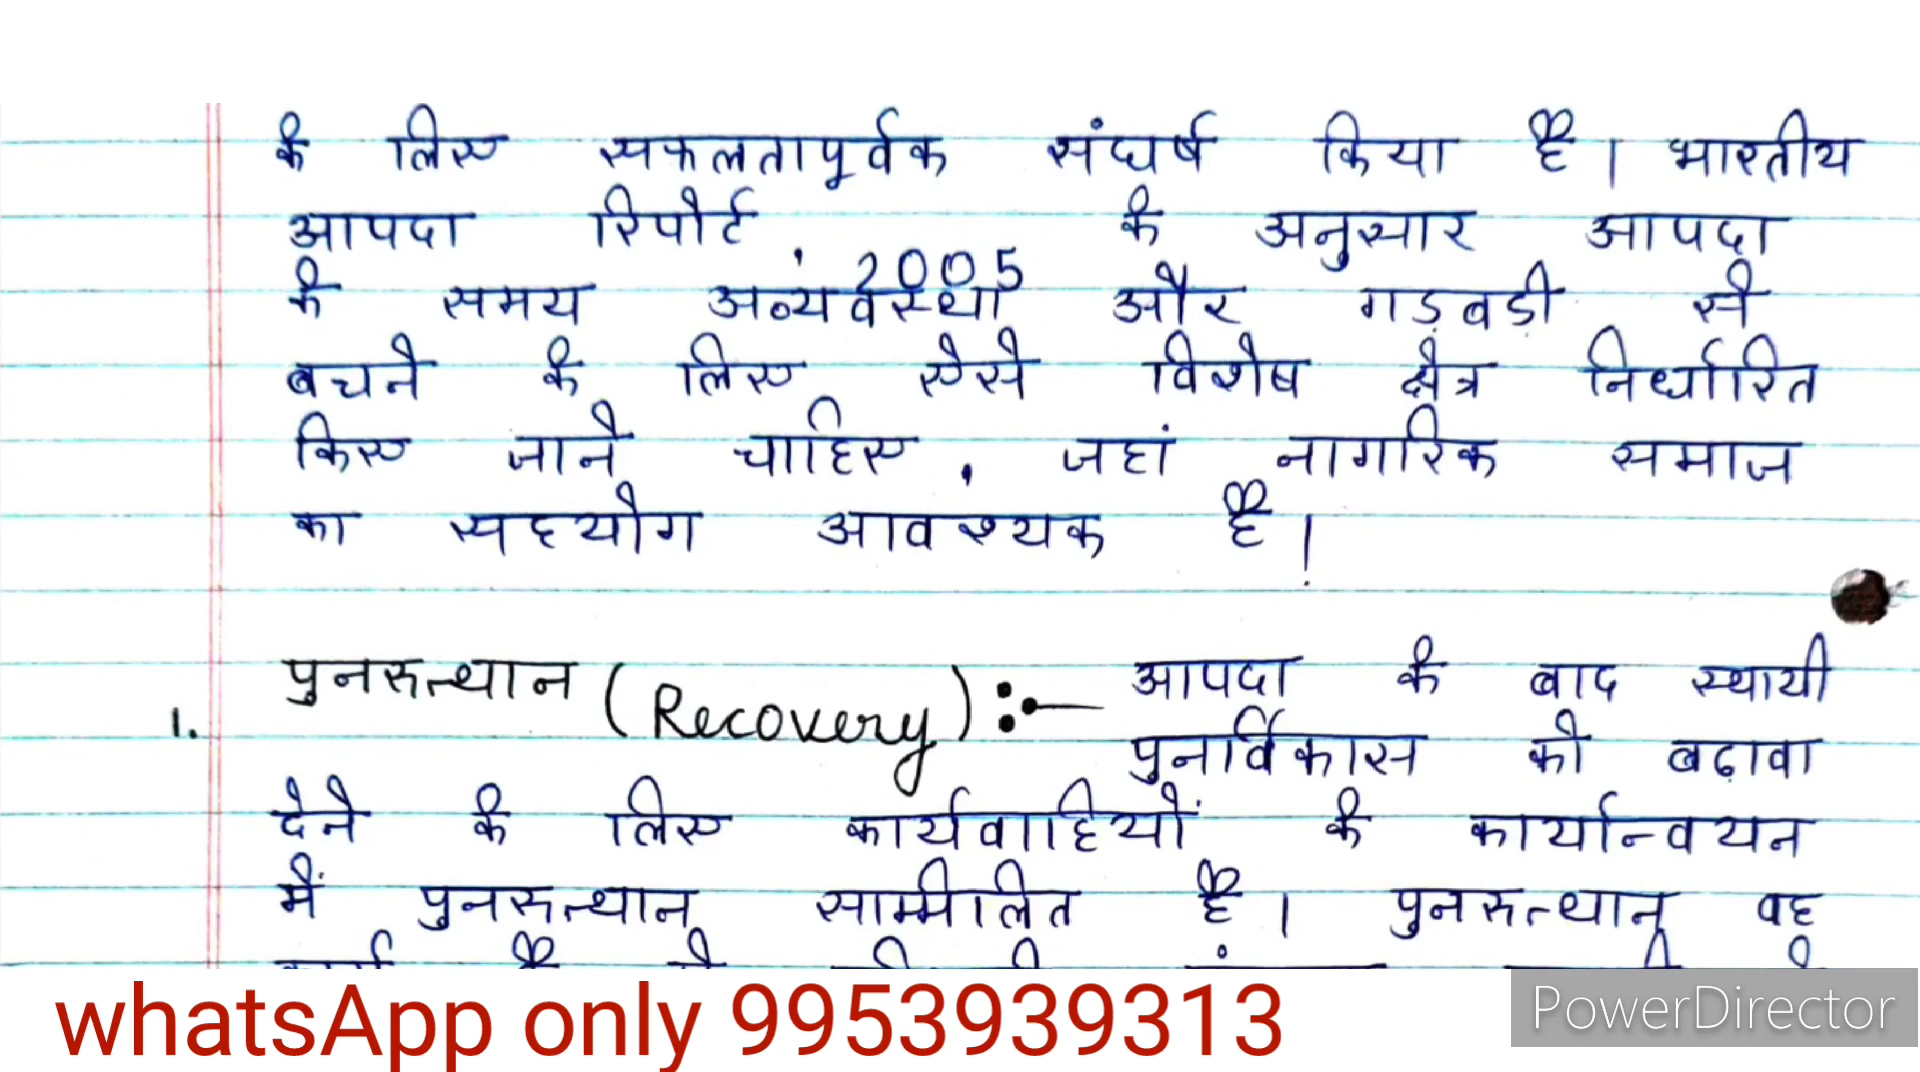 के लिए सफलतापूर्वक संघर्ष किया है। भारतीय
आपदा रिपोर्ट, 2005 के अनुसार आपदा
के समय अव्यवस्था और गड़बडी से
बचने के लिए ऐसे विशेष क्षेत्र निर्धारित
किए जाने चाहिए, जहां नागरिक समाज
का सहयोग आवश्यक है।
1. पुनरुत्थान (Recovery) :- आपदा के बाद स्थायी
पुनर्विकास को बढ़ावा
देने के लिए कार्यवाहियों के कार्यान्वयन
में पुनरुत्थान सम्मिलित है। पुनरुत्थान वह
whatsApp only 9953939313
PowerDirector